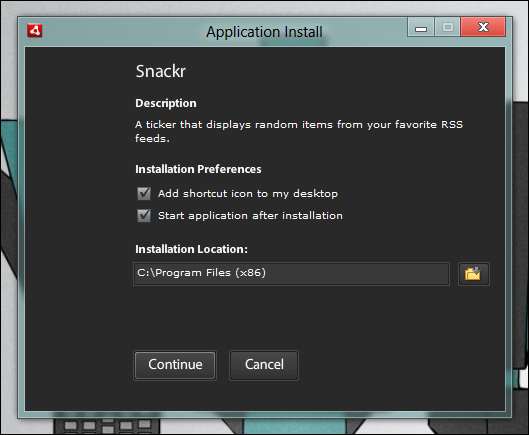 Application Install
Snackr
Description
A ticker that displays random items from your favorite RSS
feeds.
Installation Preferences
Add shortcut icon to my desktop
Start application after installation
Installation Location:
C:\Program Files (x86)
Continue
Cancel